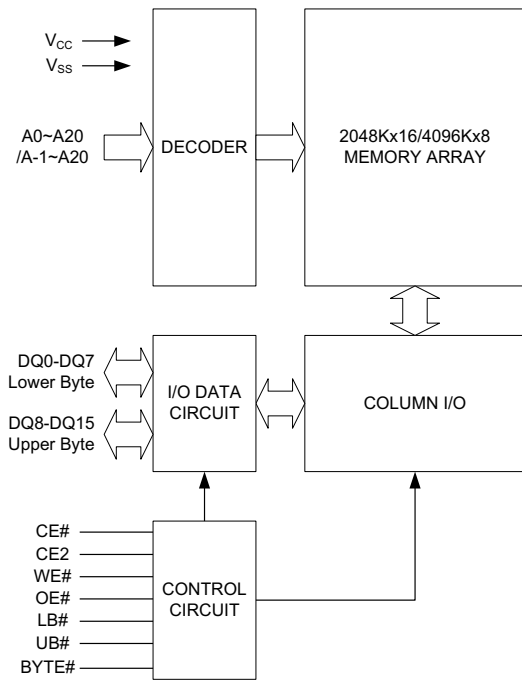 VCC
VSS
A0~A20
/A-1~A20
DECODER
2048Kx16/4096Kx8
MEMORY ARRAY
DQ0-DQ7
Lower Byte
DQ8-DQ15
Upper Byte
I/O DATA
CIRCUIT
COLUMN I/O
CE#
CE2
WE#
OE#
LB#
UB#
BYTE#
CONTROL
CIRCUIT